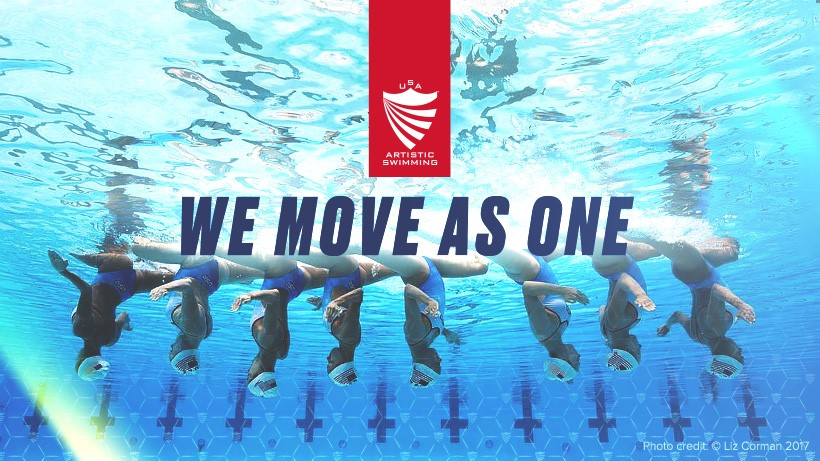 USA
ARTISTIC
SWIMMING
WE MOVE AS ONE
Photo credit: © Liz Corman 2017